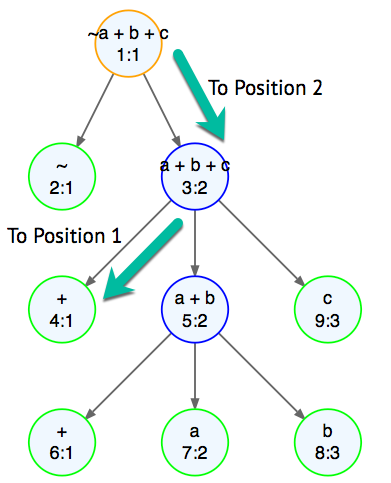 ~a + b + c
1:1
To Position 2
~
2:1
a + b + c
3:2
To Position 1
+
4:1
a + b
5:2
c
9:3
+
6:1
a
7:2
b
8:3